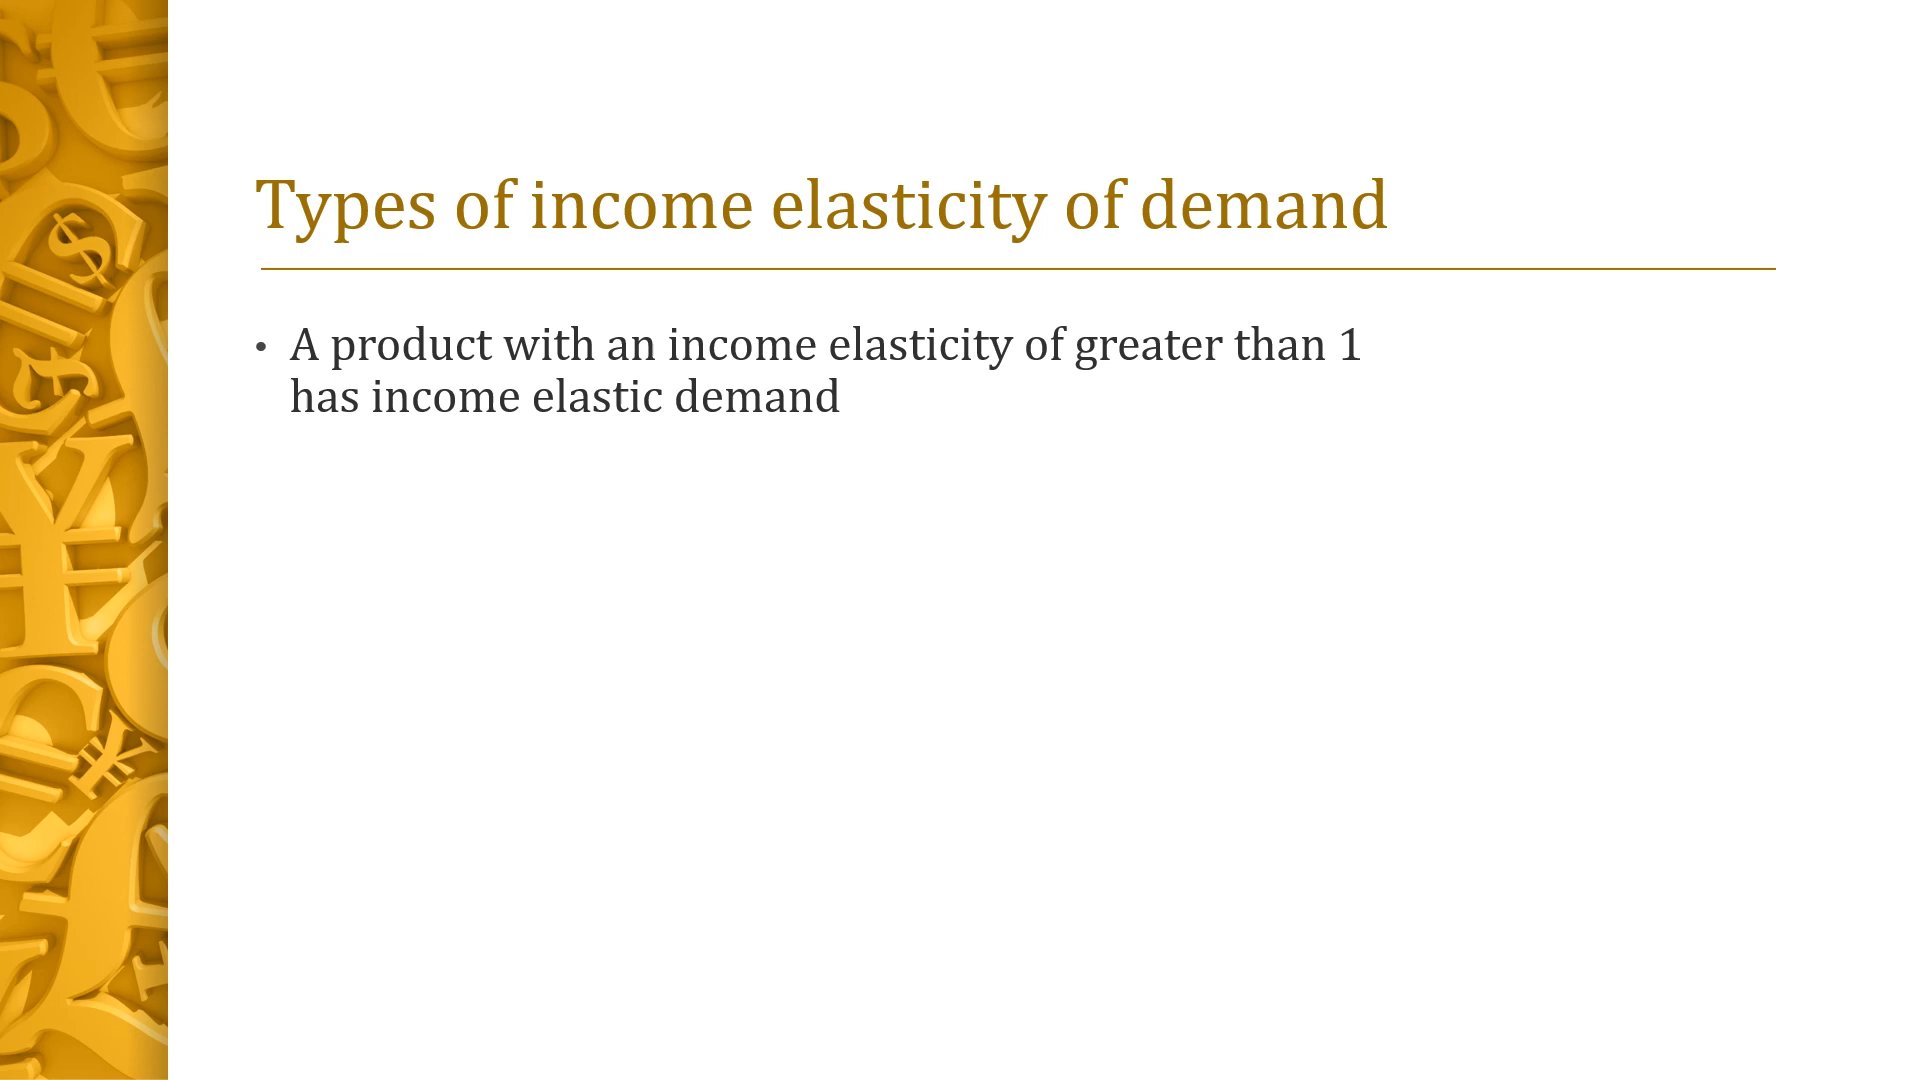 Types of income elasticity of demand
• A product with an income elasticity of greater than 1
has income elastic demand